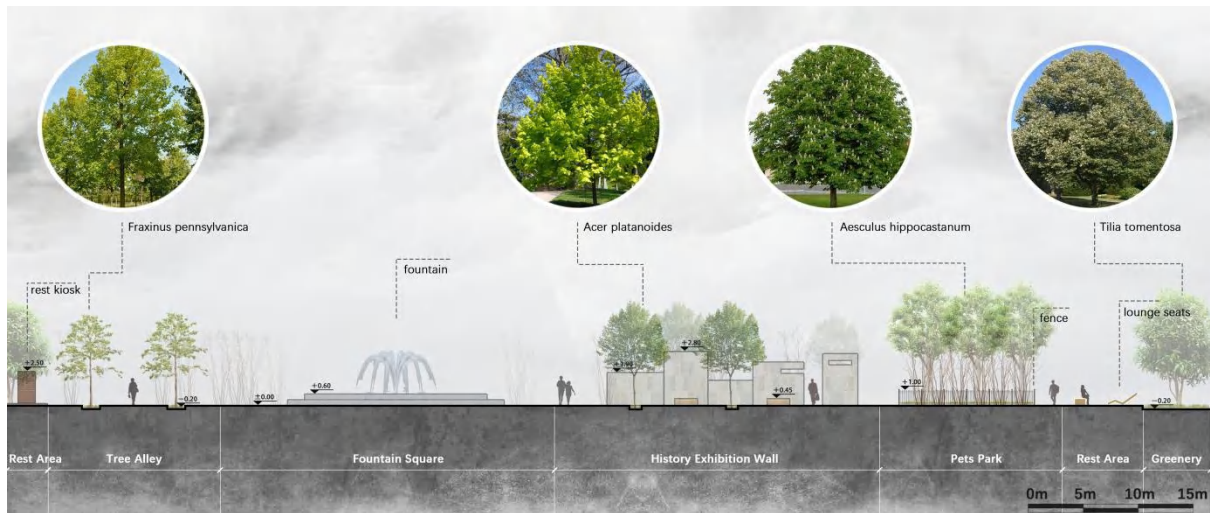 Fraxinus pennsylvanica
Acer platanoides
Aesculus hippocastanum
Tilia tomentosa
rest kiosk
fountain
fence
lounge seats
+2.50
-0.20
±0.00
+0.60
+2.80
+0.45
+1.00
-0.20
Rest Area
Tree Alley
Fountain Square
History Exhibition Wall
Pets Park
Rest Area
Greenery
0m 5m 10m 15m